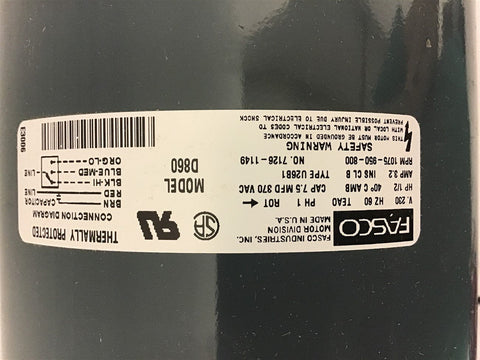 FASCO
FASCO INDUSTRIES, INC.
MOTOR DIVISION
MADE IN U.S.A.
V. 230 HZ 60 TEAO PH 1 ROT
HP 1/2 40°C AMB CAP 7.5 MFD 370 VAC
AMP 3.2 INS CL B TYPE U26B1
RPM 1075-950-800 NO. 7126-1149
SAFETY WARNING
THIS MOTOR MUST BE GROUNDED IN ACCORDANCE
WITH LOCAL OR NATIONAL ELECTRICAL CODES TO
PREVENT POSSIBLE INJURY DUE TO ELECTRICAL SHOCK
SA
MODEL
D860
THERMALLY PROTECTED
CONNECTION DIAGRAM
BRN
CAPACITOR
RED
LINE
BLK-HI
BLUE-MED
LINE
ORG-LO
E3006